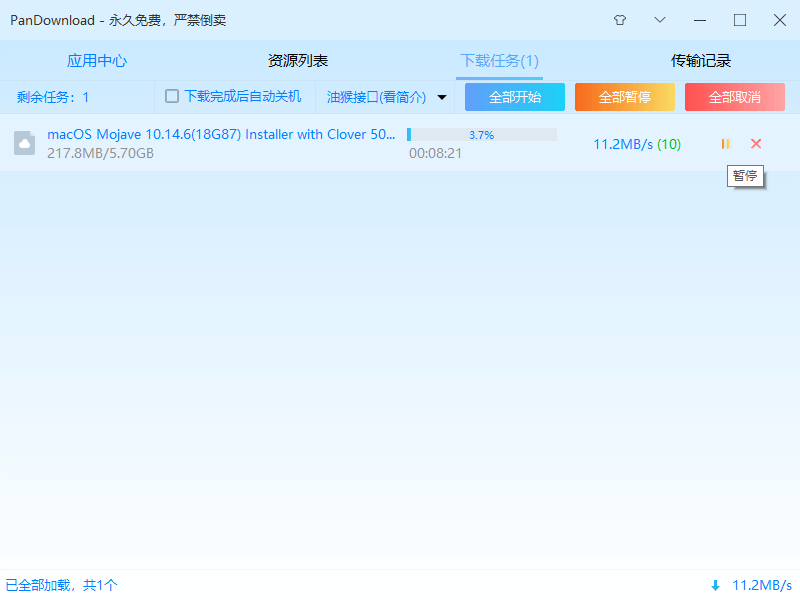 PanDownload - 永久免费，严禁倒卖
应用中心 资源列表 下载任务(1) 传输记录
剩余任务：1 下载完成后自动关机 油猴接口(看简介) 全部开始 全部暂停 全部取消
macOS Mojave 10.14.6(18G87) Installer with Clover 50... 3.7%
217.8MB/5.70GB 00:08:21 11.2MB/s (10)
暂停
已全部加载，共1个 11.2MB/s